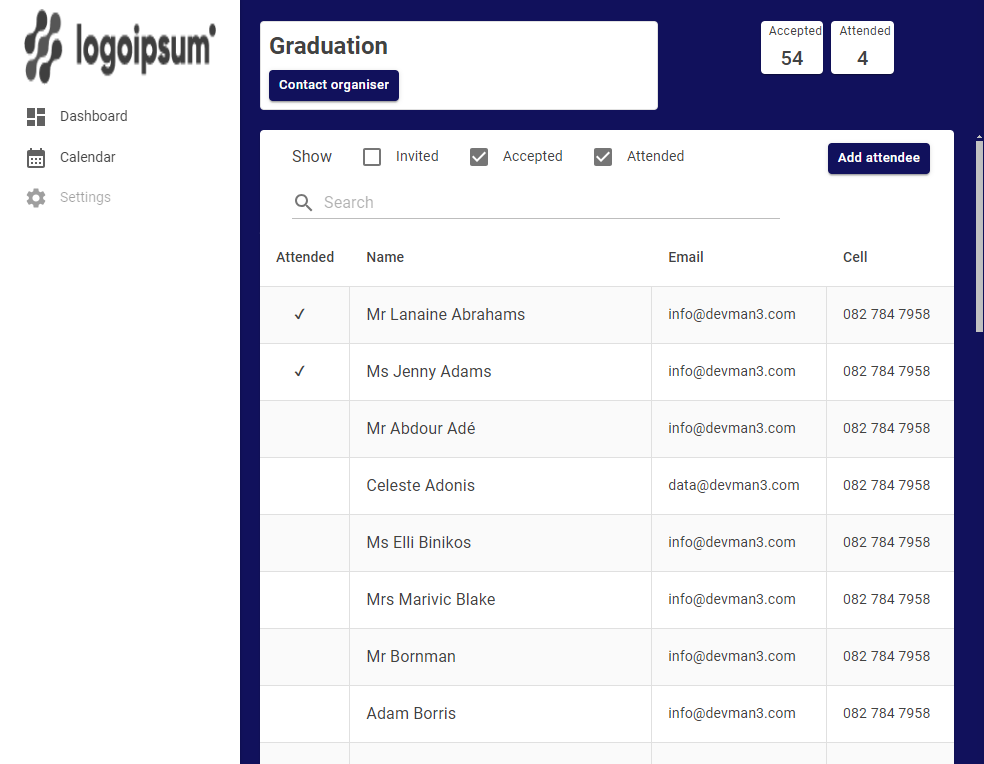 logoipsum
Dashboard
Calendar
Settings
Graduation
Contact organiser
Accepted
54
Attended
4
Show Invited Accepted Attended
Add attendee
Search
Attended Name Email Cell
✓ Mr Lanaine Abrahams info@devman3.com 082 784 7958
✓ Ms Jenny Adams info@devman3.com 082 784 7958
Mr Abdour Adé info@devman3.com 082 784 7958
Celeste Adonis data@devman3.com 082 784 7958
Ms Elli Binikos info@devman3.com 082 784 7958
Mrs Marivic Blake info@devman3.com 082 784 7958
Mr Bornman info@devman3.com 082 784 7958
Adam Borris info@devman3.com 082 784 7958